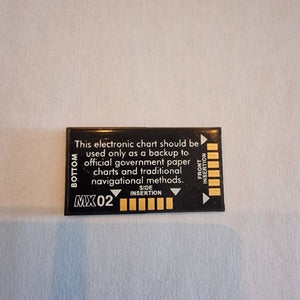 BOTTOM
This electronic chart should be
used only as a backup to
official government paper
charts and traditional
navigational methods.
MX02
SIDE
INSERTION
FRONT
INSERTION